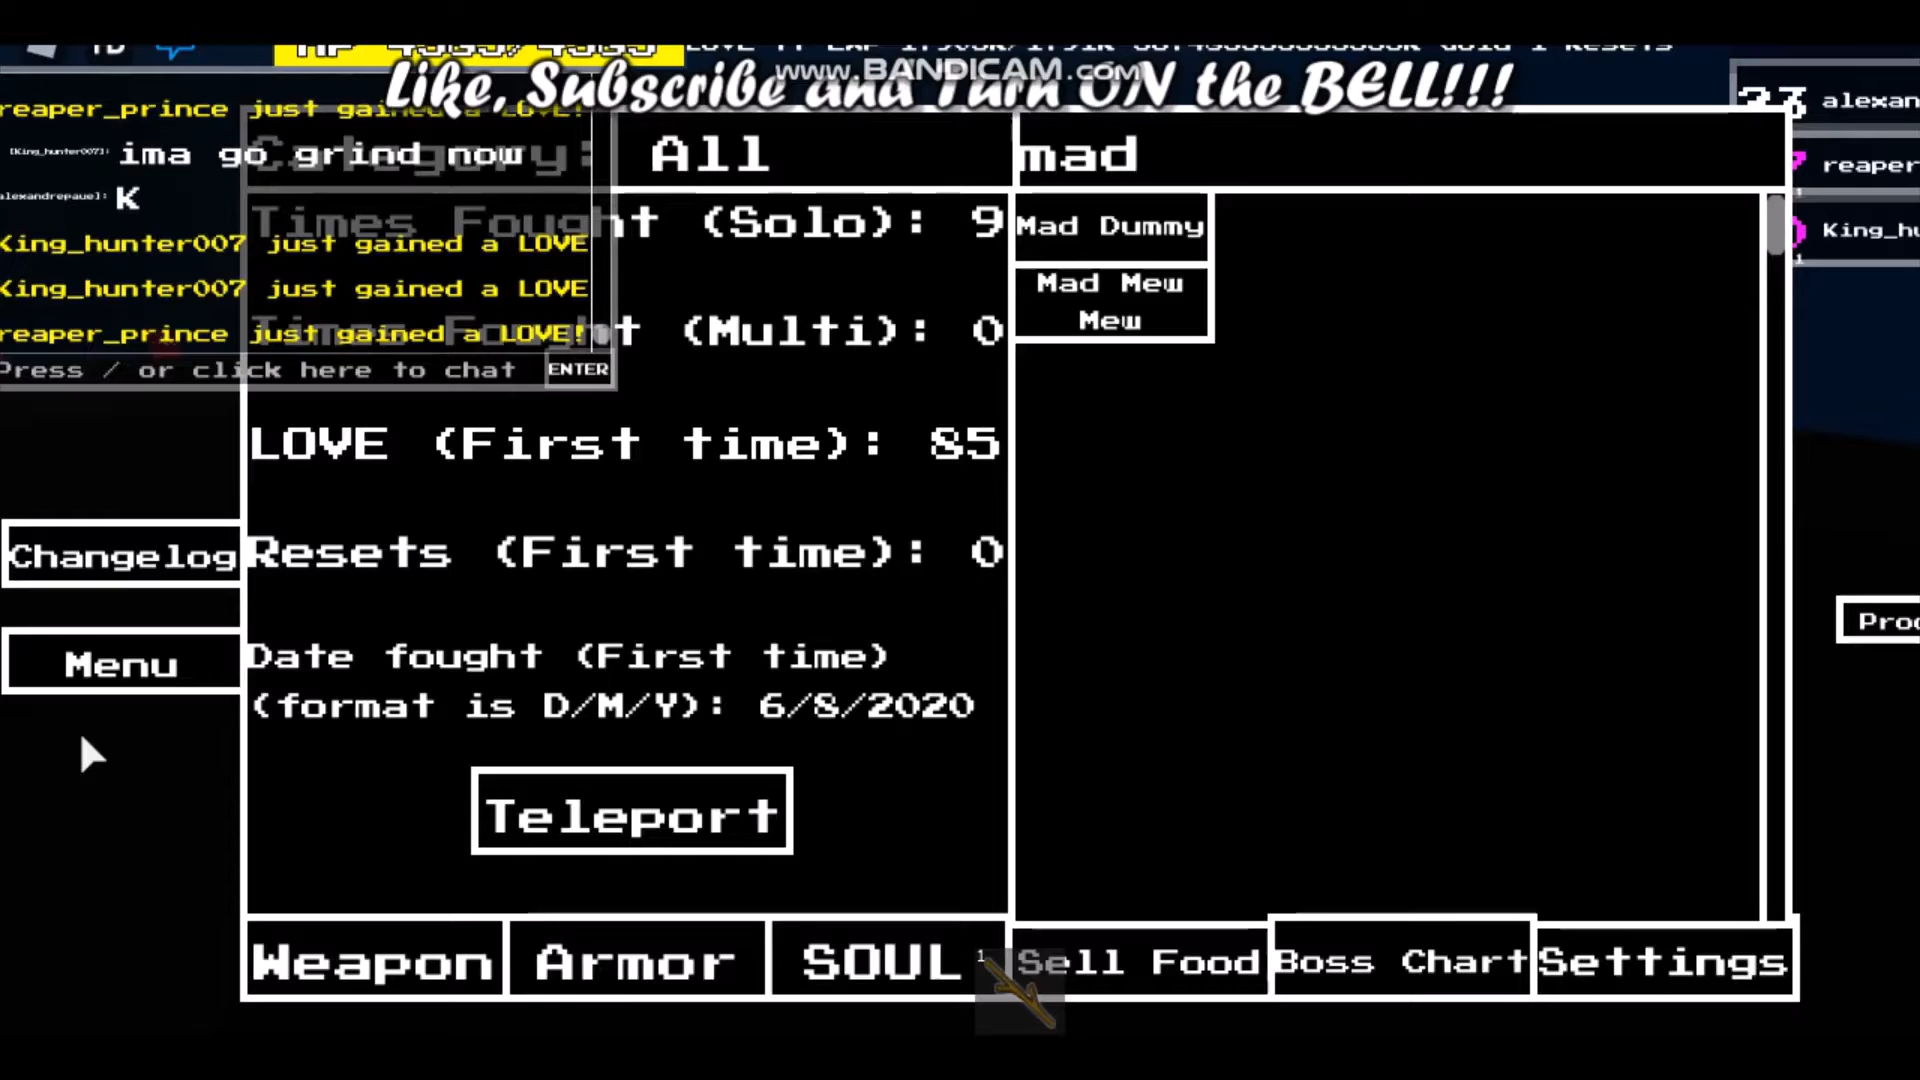 Like, Subscribe and Turn ON the BELL!!!
www.BANDICAM.com
reaper_prince just gained a LOVE!
[King_hunter007]: ima go grind now
alexandrepauel]: K
King_hunter007 just gained a LOVE
King_hunter007 just gained a LOVE
reaper_prince just gained a LOVE!
Press / or click here to chat
ENTER
Category: All
mad
Times Fought (Solo): 9
Times Fought (Multi): 0
LOVE (First time): 85
Resets (First time): 0
Date fought (First time)
(format is D/M/Y): 6/8/2020
Teleport
Mad Dummy
Mad Mew
Mew
Changelog
Menu
alexan
reaper
King_hu
Weapon
Armor
SOUL
1
Sell Food
Boss Chart
Settings